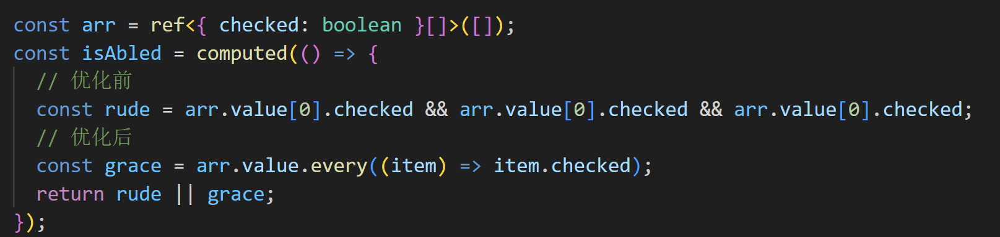 const arr = ref<{ checked: boolean }[]>([]);
const isAbled = computed(() => {
  // 优化前
  const rude = arr.value[0].checked && arr.value[0].checked && arr.value[0].checked;
  // 优化后
  const grace = arr.value.every((item) => item.checked);
  return rude || grace;
});